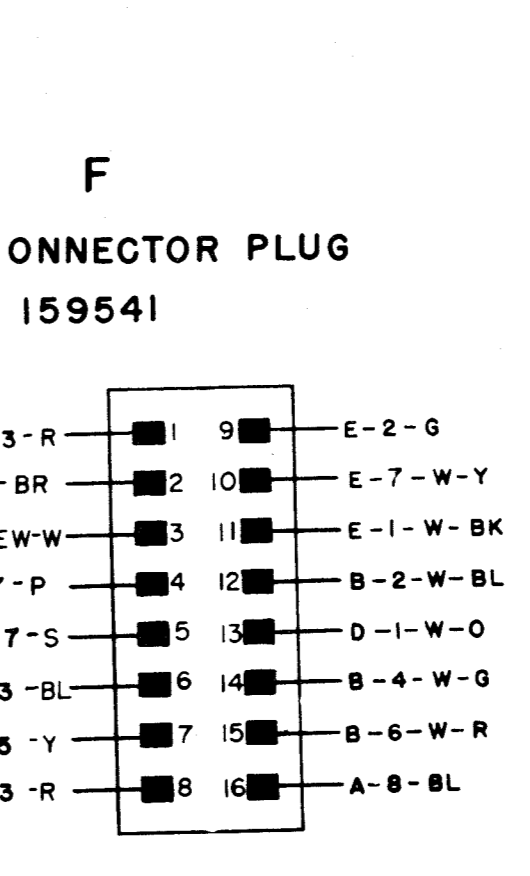 F
ONNECTOR PLUG
159541
3-R 1 9 E-2-G
-BR 2 10 E-7-W-Y
EW-W 3 11 E-1-W-BK
-P 4 12 B-2-W-BL
7-S 5 13 D-1-W-O
3-BL 6 14 B-4-W-G
5-Y 7 15 B-6-W-R
3-R 8 16 A-8-BL